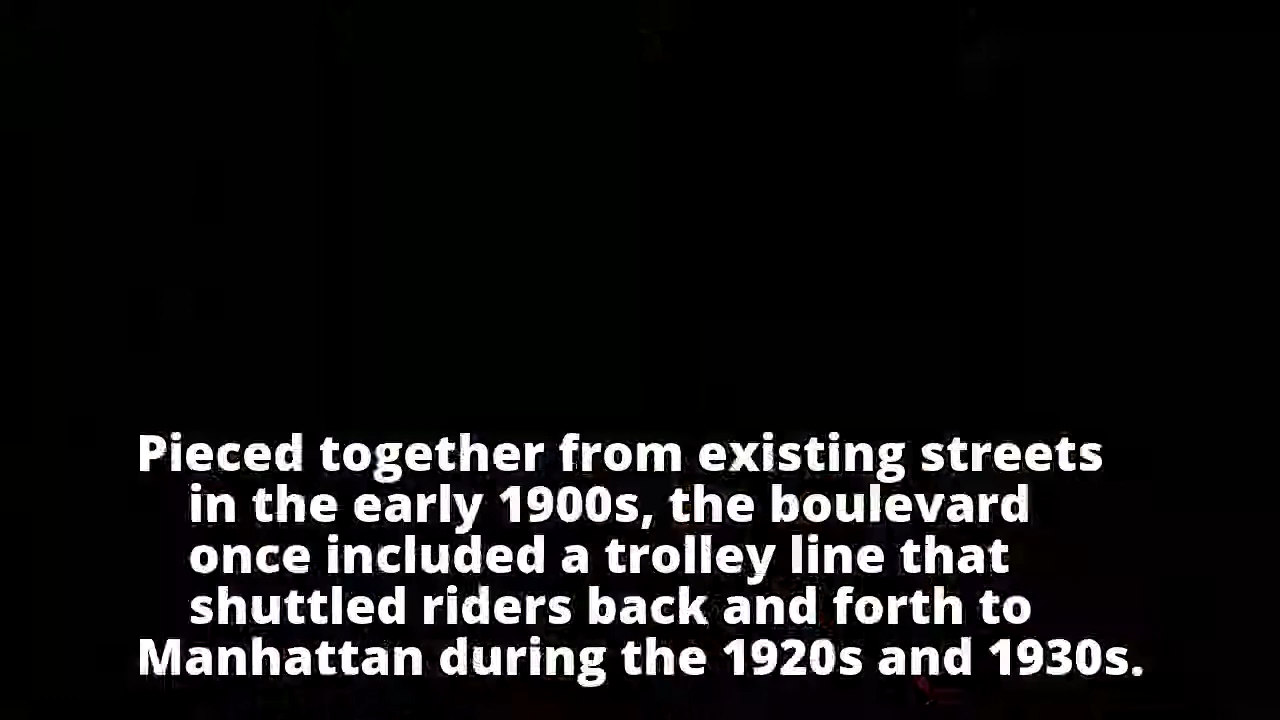 Pieced together from existing streets
in the early 1900s, the boulevard
once included a trolley line that
shuttled riders back and forth to
Manhattan during the 1920s and 1930s.